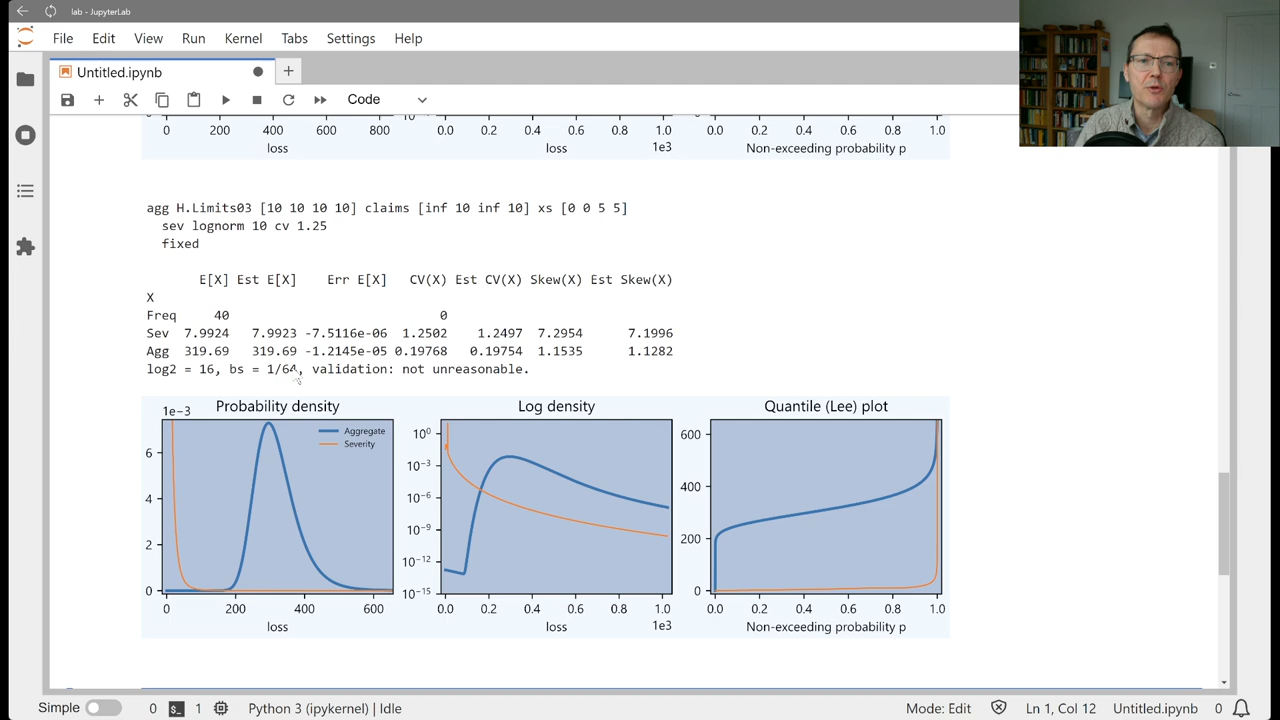 lab - JupyterLab
File Edit View Run Kernel Tabs Settings Help
Untitled.ipynb
Code
0 200 400 600 800 0.0 0.2 0.4 0.6 0.8 1.0 0.0 0.2 0.4 0.6 0.8 1.0
loss loss 1e3 Non-exceeding probability p
agg H.Limits03 [10 10 10 10] claims [inf 10 inf 10] xs [0 0 5 5]
sev lognorm 10 cv 1.25
fixed
E[X] Est E[X] Err E[X] CV(X) Est CV(X) Skew(X) Est Skew(X)
X
Freq 40 0
Sev 7.9924 7.9923 -7.5116e-06 1.2502 1.2497 7.2954 7.1996
Agg 319.69 319.69 -1.2145e-05 0.19768 0.19754 1.1535 1.1282
log2 = 16, bs = 1/64, validation: not unreasonable.
1e-3 Probability density
Aggregate
Severity
6
4
2
0
0 200 400 600
loss
Log density
10⁰
10⁻³
10⁻⁶
10⁻⁹
10⁻¹²
10⁻¹⁵
0.0 0.2 0.4 0.6 0.8 1.0
loss 1e3
Quantile (Lee) plot
600
400
200
0
0.0 0.2 0.4 0.6 0.8 1.0
Non-exceeding probability p
Simple 0 1 Python 3 (ipykernel) | Idle Mode: Edit Ln 1, Col 12 Untitled.ipynb 0